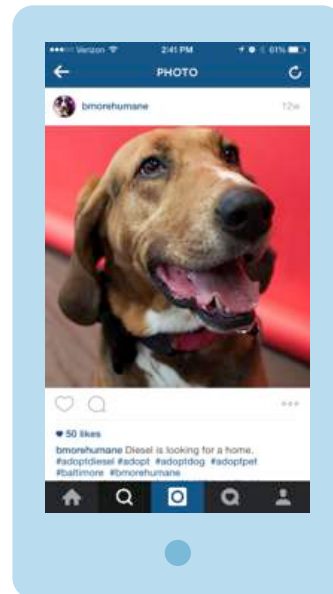 Verizon 2:41 PM 61%
PHOTO
bmorehumane 12w
50 likes
bmorehumane Diesel is looking for a home.
#adoptdiesel #adopt #adoptdog #adoptpet
#baltimore #bmorehumane